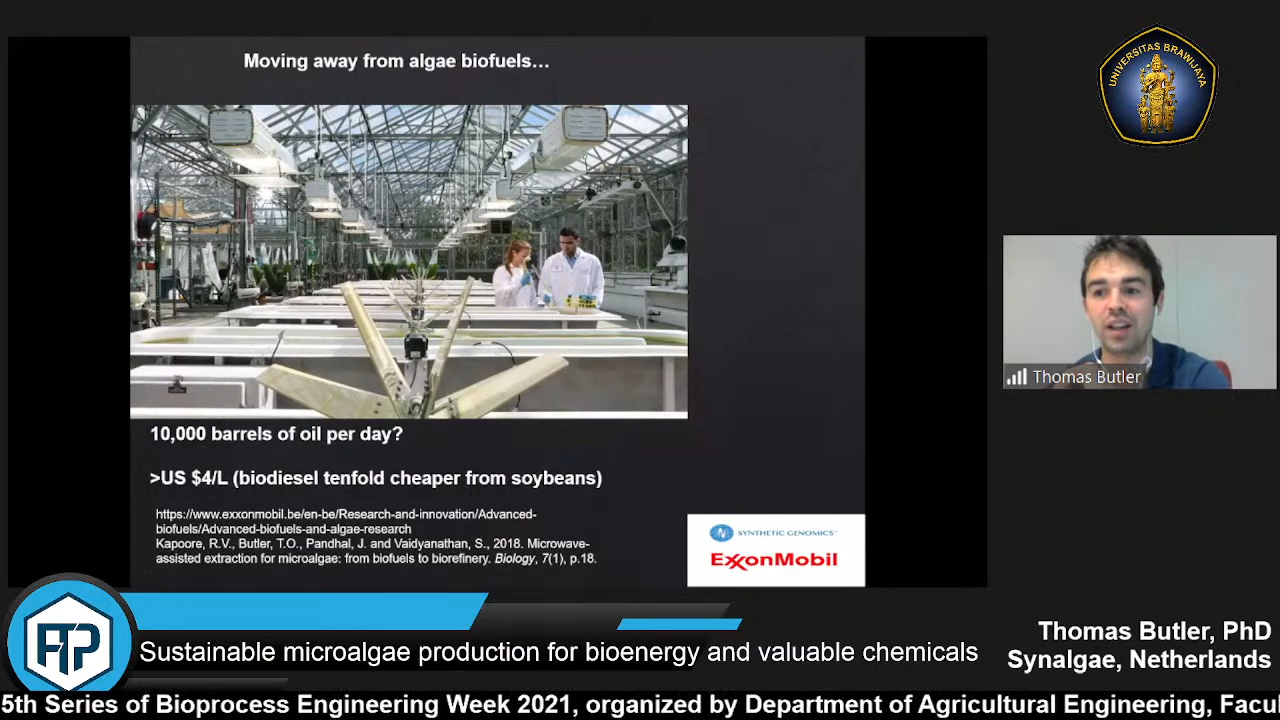 Moving away from algae biofuels…
UNIVERSITAS BRAWIJAYA
10,000 barrels of oil per day?
>US $4/L (biodiesel tenfold cheaper from soybeans)
https://www.exxonmobil.be/en-be/Research-and-innovation/Advanced-
biofuels/Advanced-biofuels-and-algae-research
Kapoore, R.V., Butler, T.O., Pandhal, J. and Vaidyanathan, S., 2018. Microwave-
assisted extraction for microalgae: from biofuels to biorefinery. Biology, 7(1), p.18.
SYNTHETIC GENOMICS
ExxonMobil
Thomas Butler
FTP
Sustainable microalgae production for bioenergy and valuable chemicals
Thomas Butler, PhD
Synalgae, Netherlands
5th Series of Bioprocess Engineering Week 2021, organized by Department of Agricultural Engineering, Facul